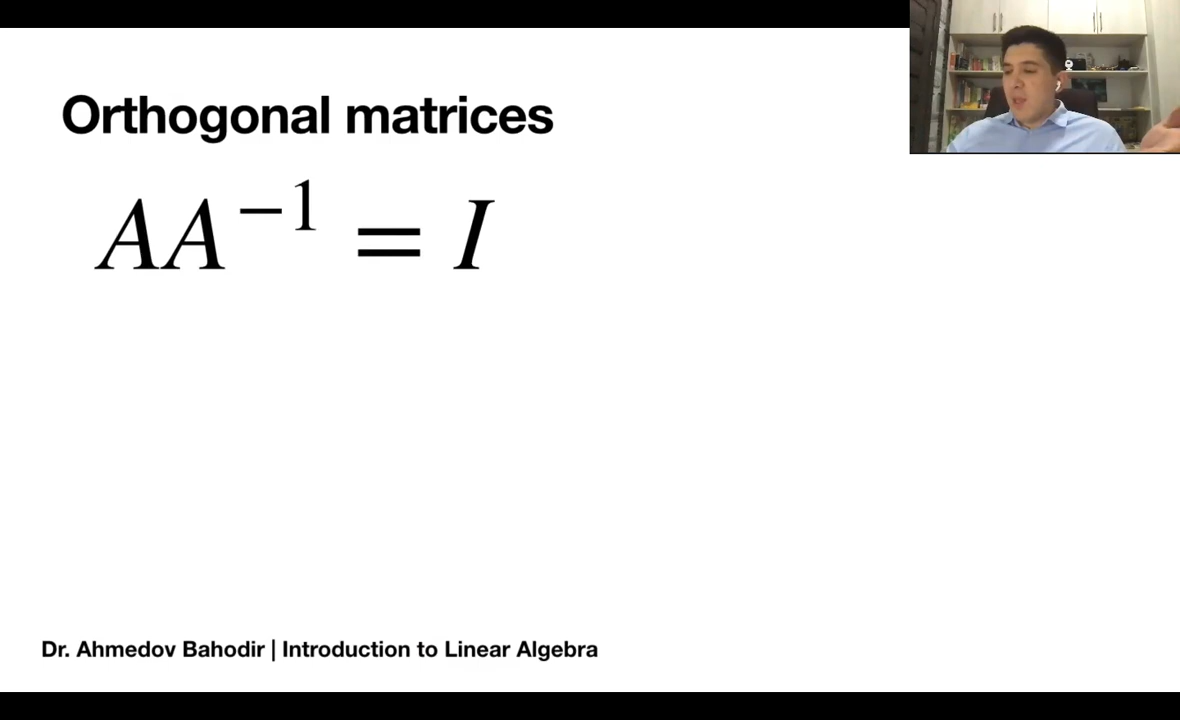 Orthogonal matrices
AA⁻¹ = I
Dr. Ahmedov Bahodir | Introduction to Linear Algebra